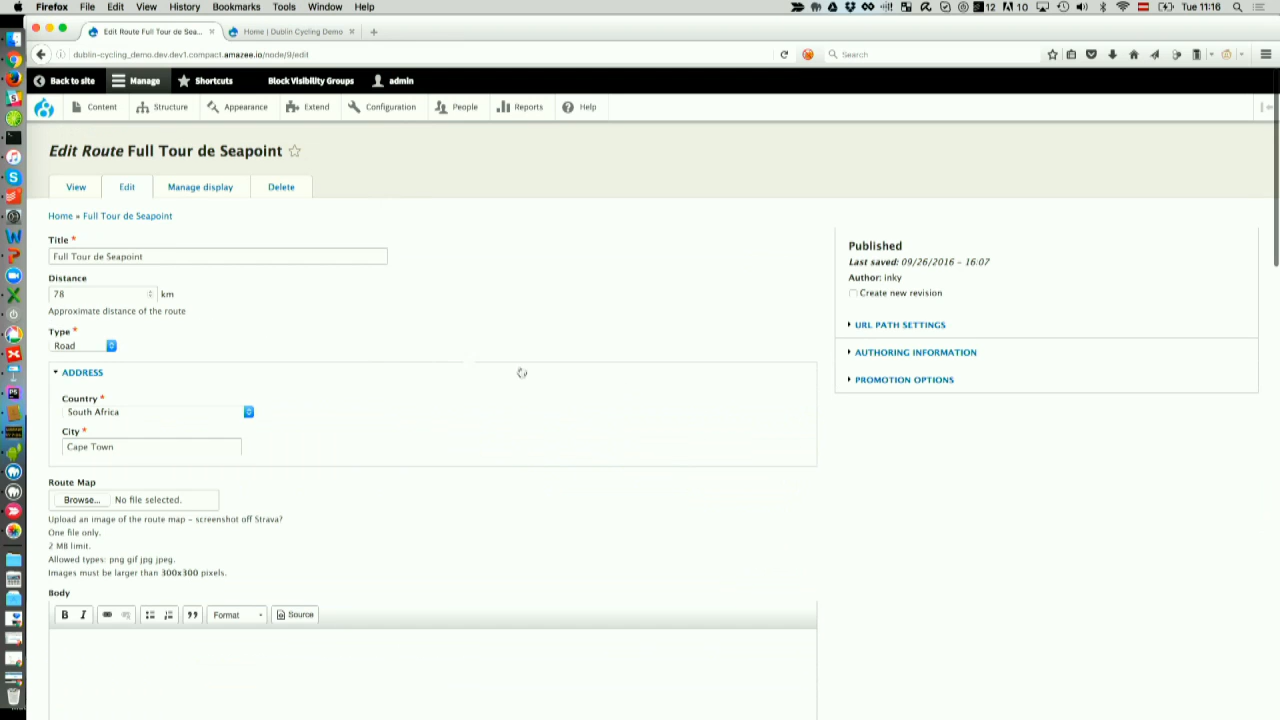 Firefox File Edit View History Bookmarks Tools Window Help 12 10 Tue 11:16
Edit Route Full Tour de Sea... Home | Dublin Cycling Demo
dublin-cycling_demo.dev.dev1.compact.amazee.io/node/9/edit Search
Back to site Manage Shortcuts Block Visibility Groups admin
Content Structure Appearance Extend Configuration People Reports Help
Edit Route Full Tour de Seapoint
View Edit Manage display Delete
Home » Full Tour de Seapoint
Title *
Full Tour de Seapoint
Distance
78 km
Approximate distance of the route
Type *
Road
ADDRESS
Country *
South Africa
City *
Cape Town
Route Map
Browse... No file selected.
Upload an image of the route map – screenshot off Strava?
One file only.
2 MB limit.
Allowed types: png gif jpg jpeg.
Images must be larger than 300x300 pixels.
Body
B I Format Source
Published
Last saved: 09/26/2016 – 16:07
Author: inky
Create new revision
URL PATH SETTINGS
AUTHORING INFORMATION
PROMOTION OPTIONS